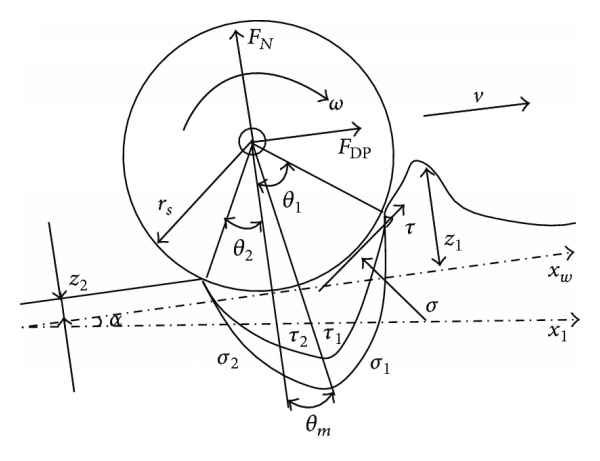 F_N
ω
v
F_DP
r_s
θ_1
θ_2
τ
z_1
z_2
x_w
α
σ
τ_2 τ_1
x_1
σ_2
σ_1
θ_m